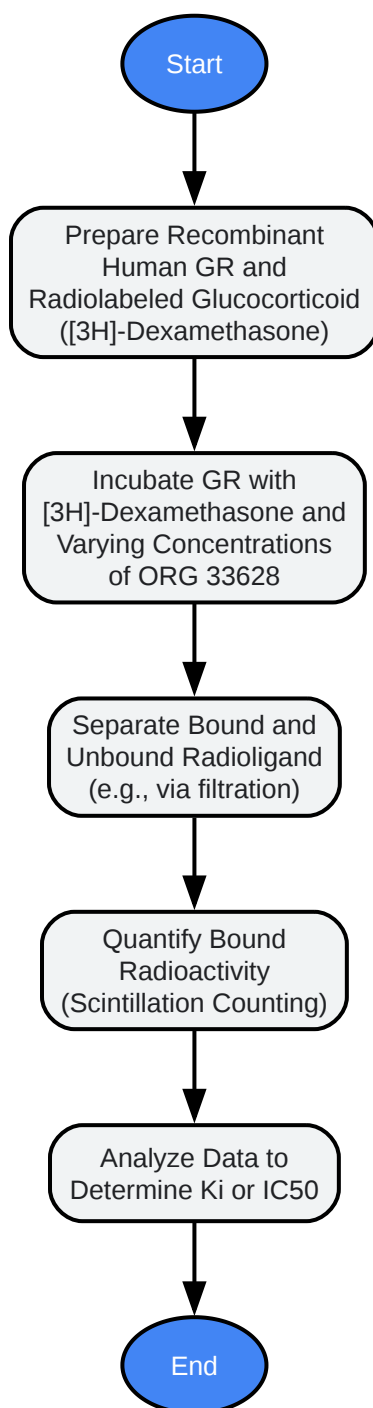 Start
Prepare Recombinant
Human GR and
Radiolabeled Glucocorticoid
([3H]-Dexamethasone)
Incubate GR with
[3H]-Dexamethasone and
Varying Concentrations
of ORG 33628
Separate Bound and
Unbound Radioligand
(e.g., via filtration)
Quantify Bound
Radioactivity
(Scintillation Counting)
Analyze Data to
Determine Ki or IC50
End